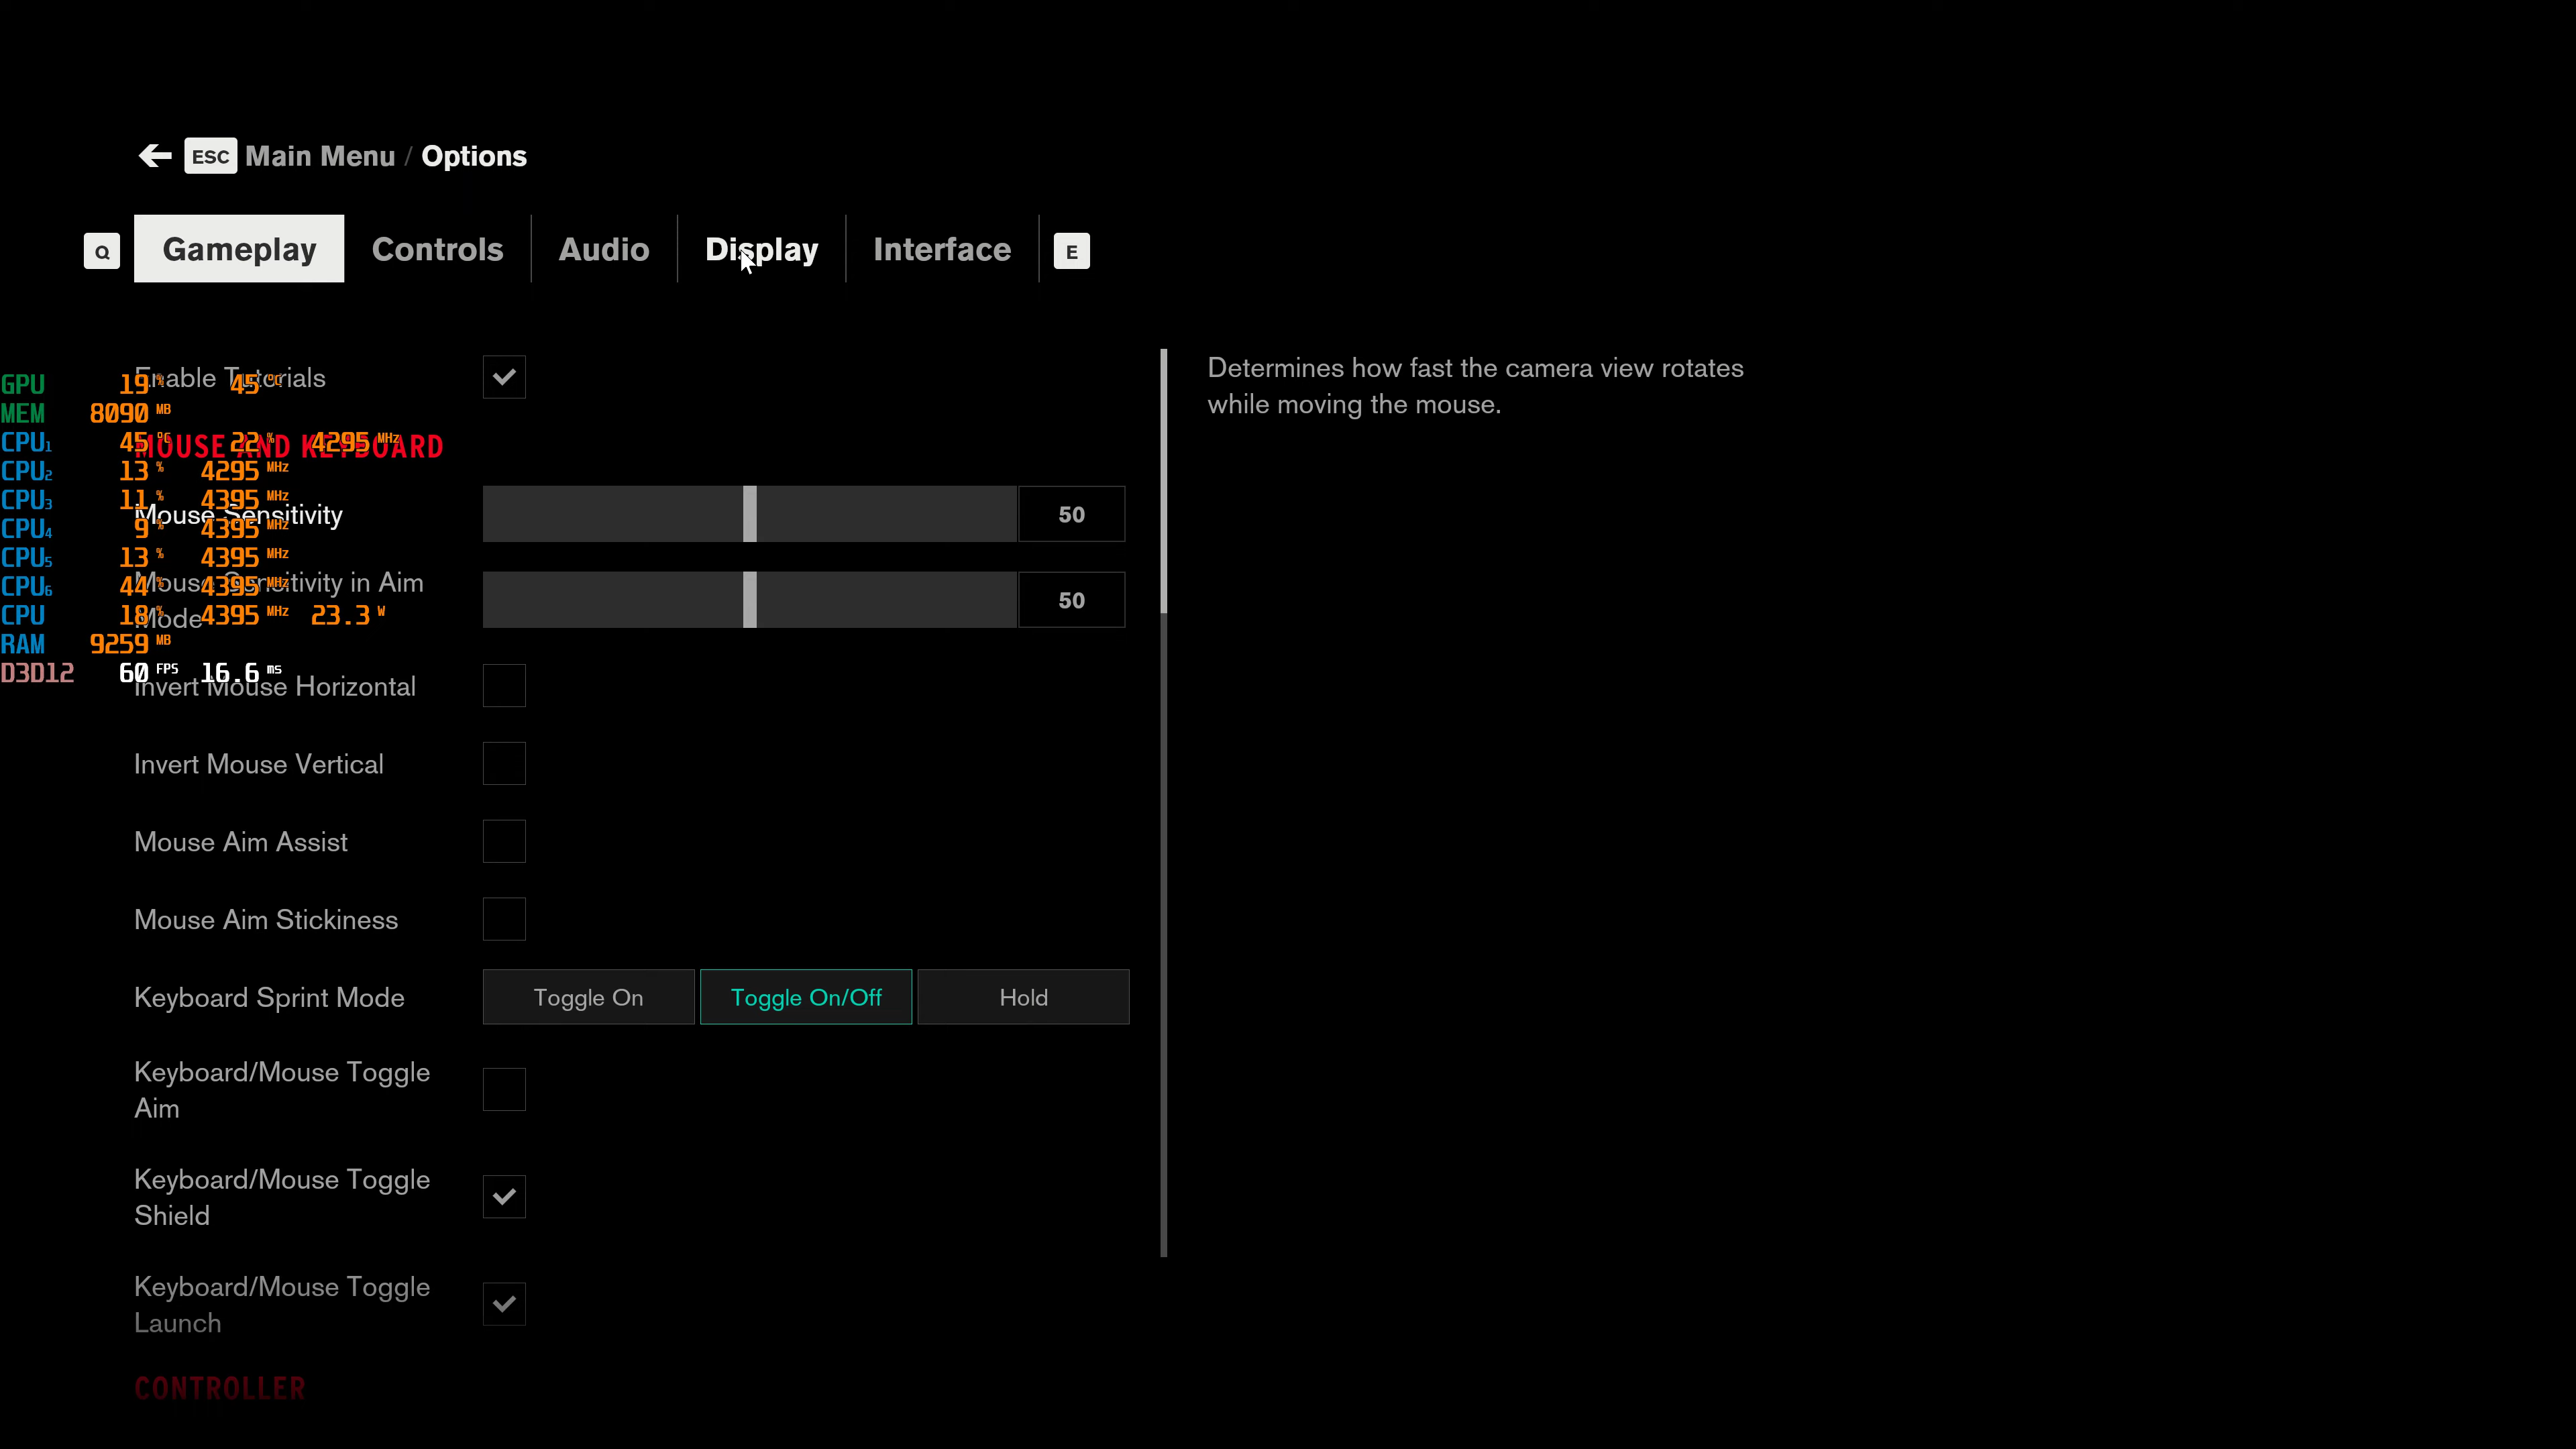 ESC Main Menu / Options
Q Gameplay Controls Audio Display Interface E
Enable Tutorials
Determines how fast the camera view rotates
while moving the mouse.
GPU 19 % 45 °C
MEM 8090 MB
MOUSE AND KEYBOARD
CPU1 45 °C 22 % 4295 MHz
CPU2 13 % 4295 MHz
CPU3 11 % 4395 MHz
Mouse Sensitivity 50
CPU4 9 % 4395 MHz
CPU5 13 % 4395 MHz
Mouse Sensitivity in Aim
Mode 50
CPU6 44 % 4395 MHz
CPU 18 % 4395 MHz 23.3 W
RAM 9259 MB
D3D12 60 FPS 16.6 ms
Invert Mouse Horizontal
Invert Mouse Vertical
Mouse Aim Assist
Mouse Aim Stickiness
Keyboard Sprint Mode Toggle On Toggle On/Off Hold
Keyboard/Mouse Toggle
Aim
Keyboard/Mouse Toggle
Shield
Keyboard/Mouse Toggle
Launch
CONTROLLER